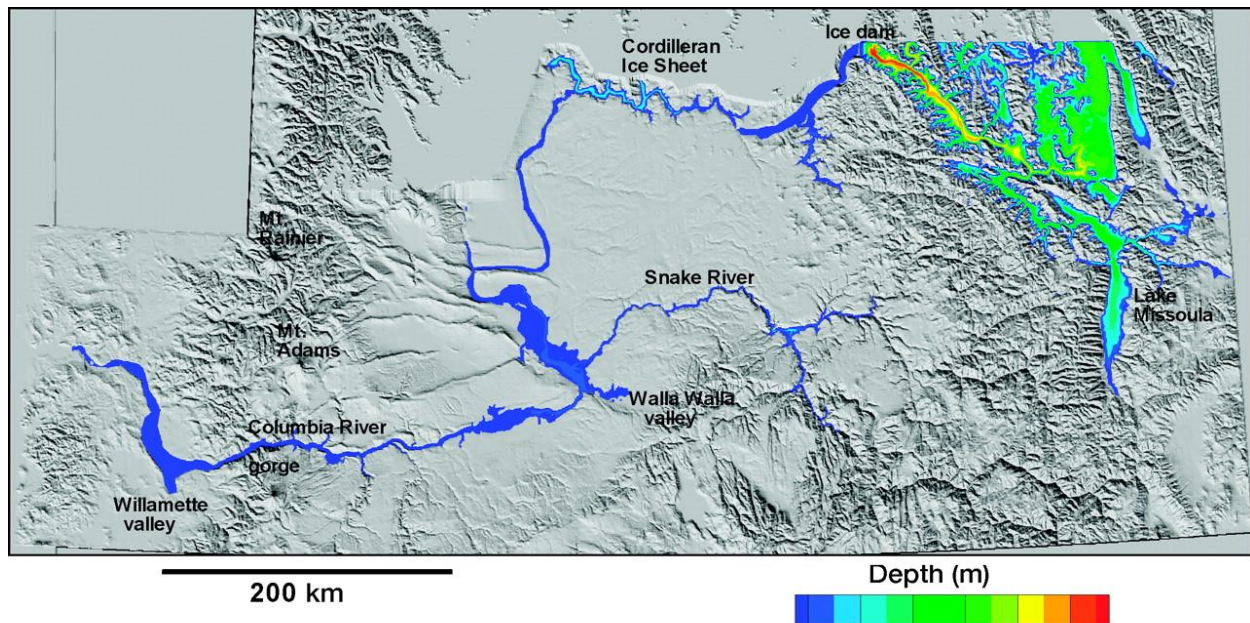 Ice dam
Cordilleran
Ice Sheet
Mt.
Rainier
Snake River
Lake
Missoula
Mt.
Adams
Walla Walla
valley
Columbia River
gorge
Willamette
valley
200 km
Depth (m)